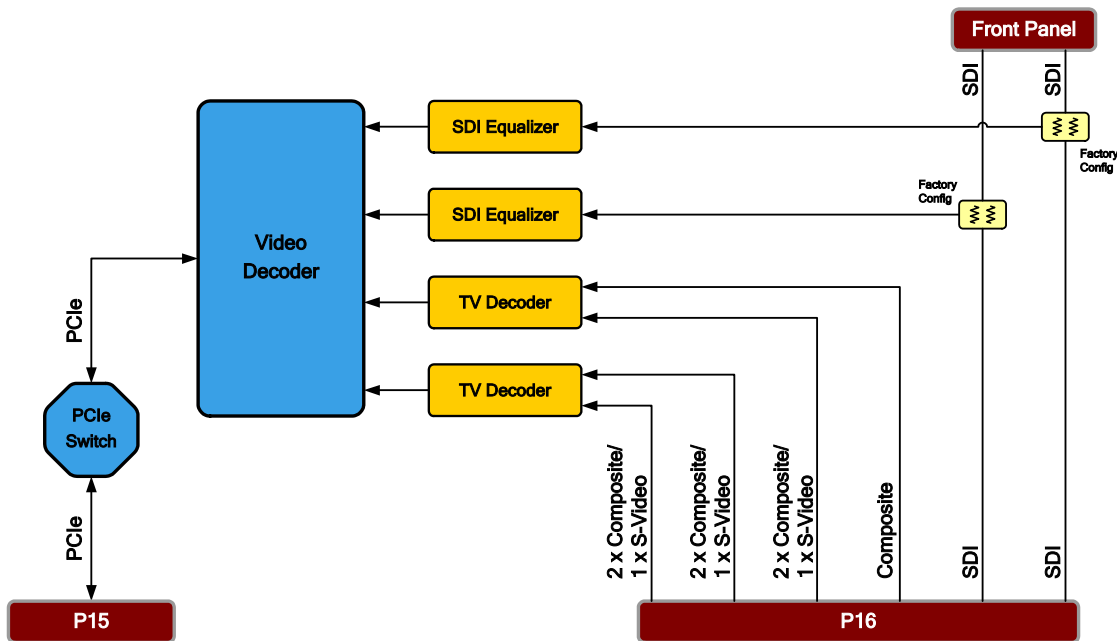 Front Panel
SDI
SDI
SDI Equalizer
Factory
Config
SDI Equalizer
Factory
Config
Video
Decoder
TV Decoder
PCIe
TV Decoder
PCIe
Switch
2 x Composite/
1 x S-Video
2 x Composite/
1 x S-Video
2 x Composite/
1 x S-Video
Composite
SDI
SDI
PCIe
P15
P16